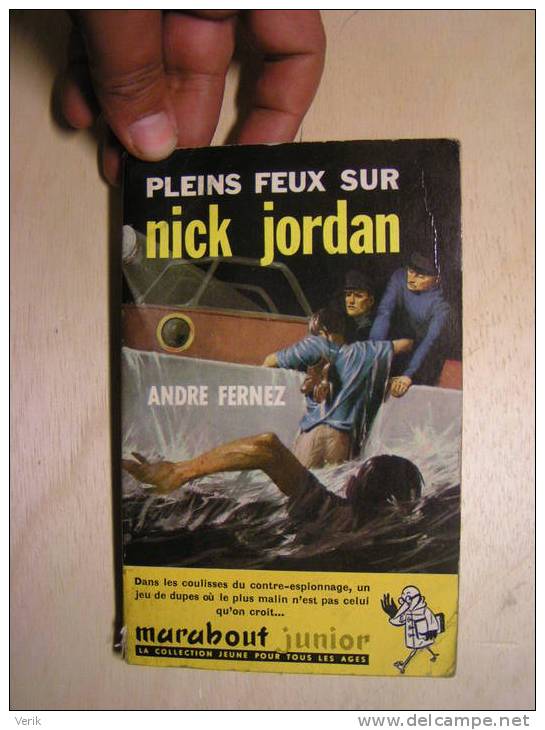 PLEINS FEUX SUR
nick jordan
ANDRE FERNEZ
Dans les coulisses du contre-espionnage, un
jeu de dupes où le plus malin n'est pas celui
qu'on croit...
marabout junior
LA COLLECTION JEUNE POUR TOUS LES AGES
Verik
www.delcampe.net